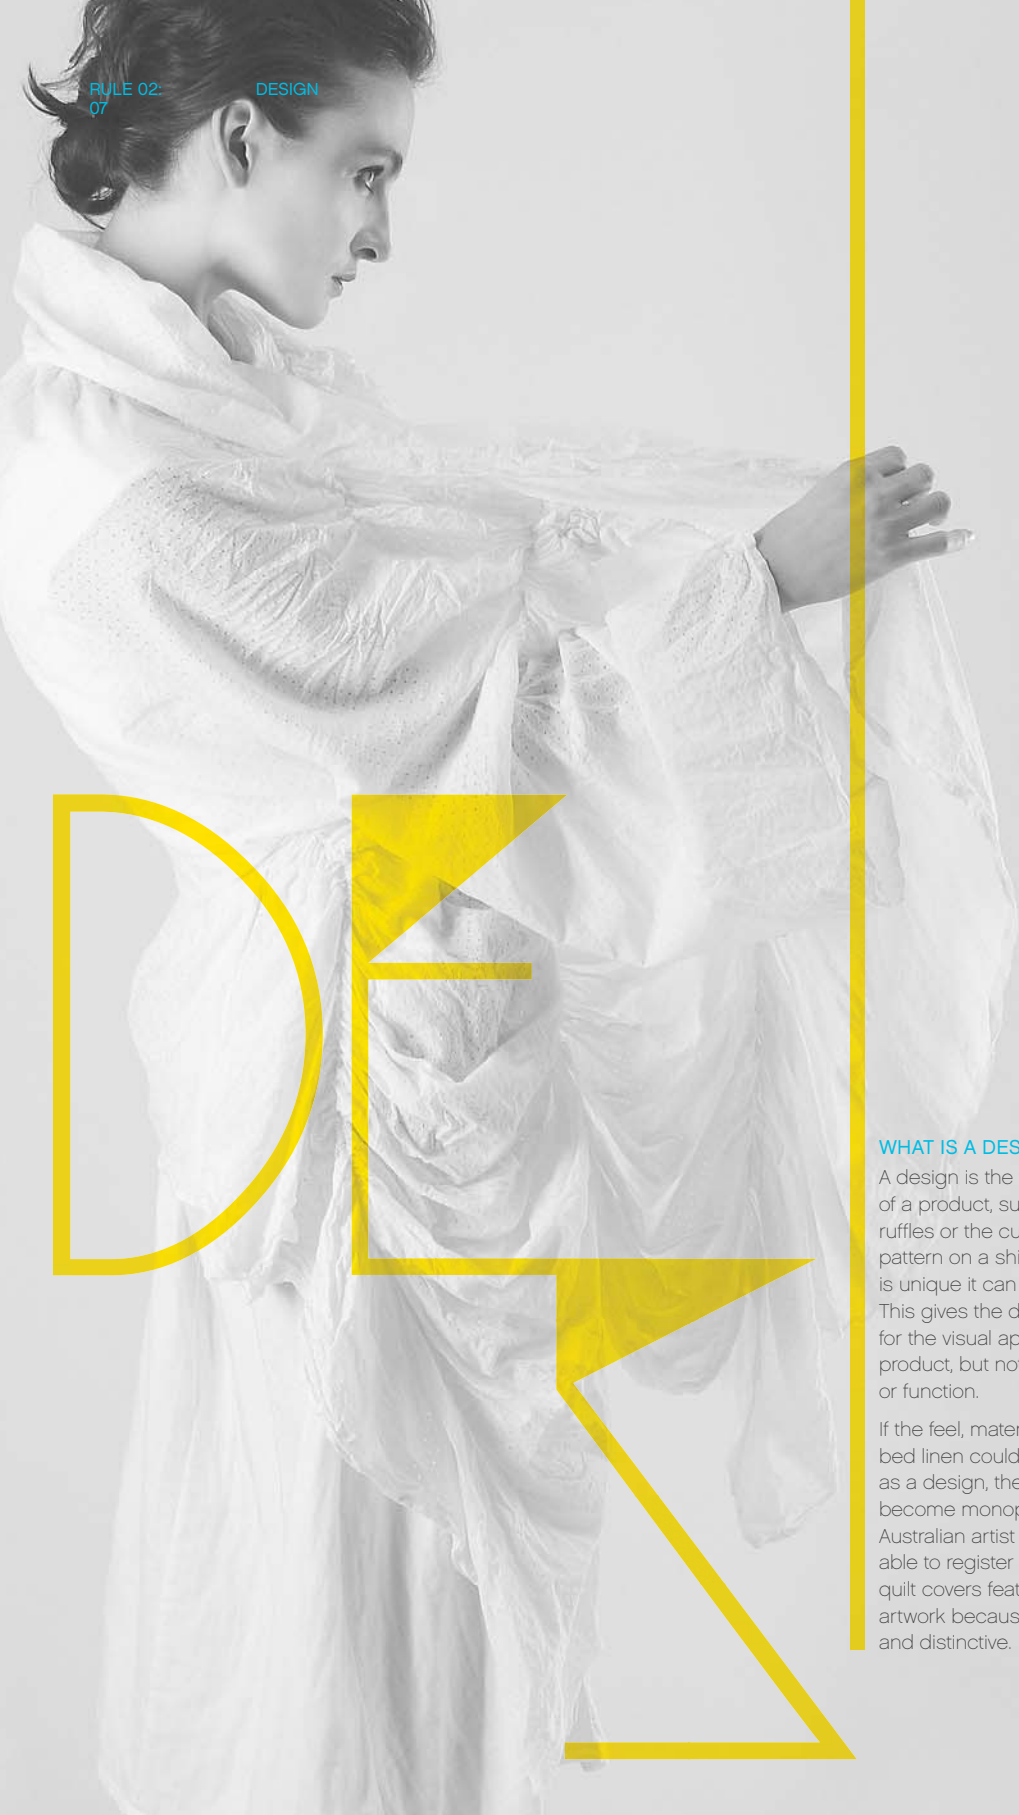 RULE 02: DESIGN
07
DESI
WHAT IS A DES
A design is the
of a product, su
ruffles or the cu
pattern on a shi
is unique it can
This gives the d
for the visual ap
product, but no
or function.
If the feel, mater
bed linen could
as a design, the
become monop
Australian artist
able to register
quilt covers feat
artwork becaus
and distinctive.